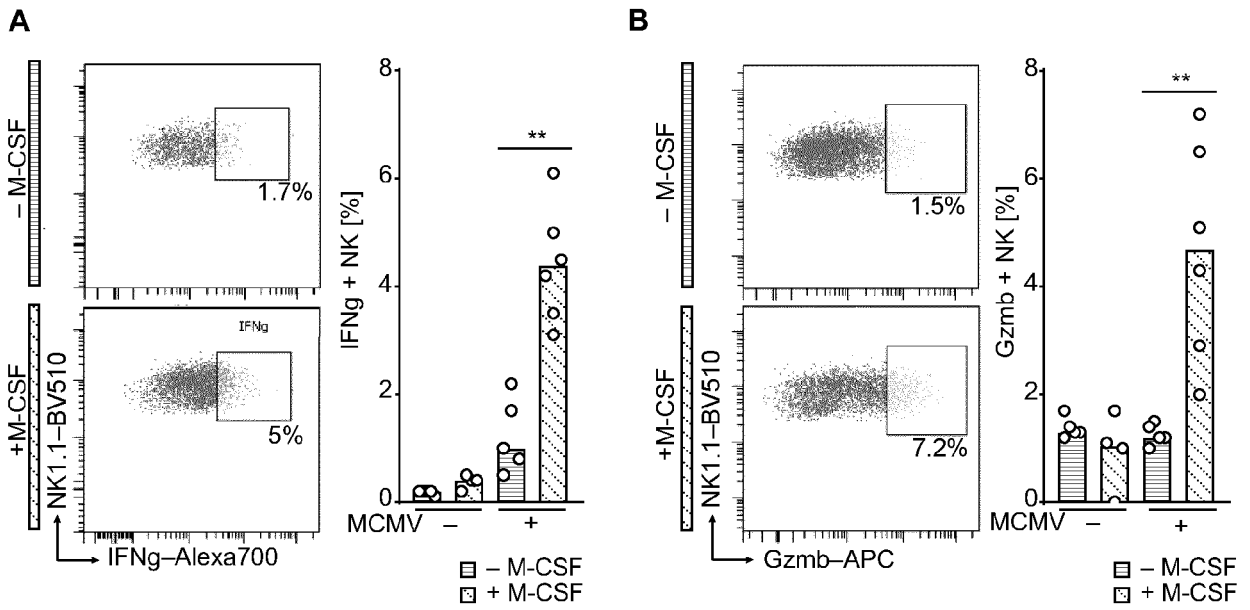 A
– M-CSF
1.7%
+M-CSF
NK1.1–BV510
IFNg
5%
IFNg–Alexa700
IFNg + NK [%]
8
6
4
2
0
**
MCMV – +
– M-CSF
+ M-CSF
B
– M-CSF
1.5%
+M-CSF
NK1.1–BV510
7.2%
Gzmb–APC
Gzmb + NK [%]
8
6
4
2
0
**
MCMV – +
– M-CSF
+ M-CSF